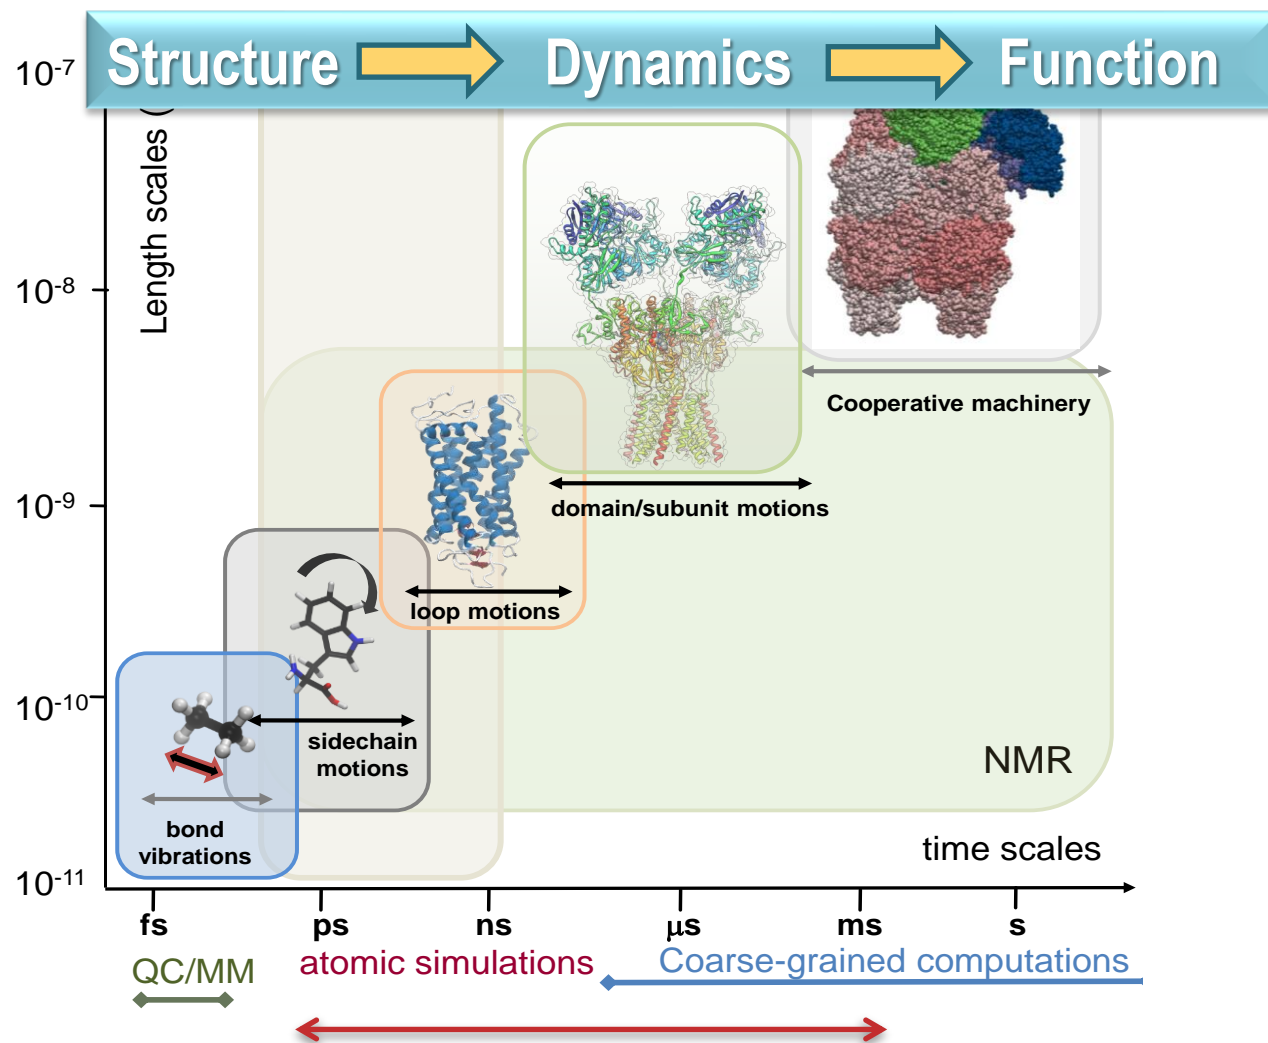 Structure Dynamics Function
10⁻⁷
Length scales (
10⁻⁸
Cooperative machinery
10⁻⁹
domain/subunit motions
loop motions
10⁻¹⁰
sidechain
motions
NMR
bond
vibrations
time scales
10⁻¹¹
fs ps ns μs ms s
QC/MM atomic simulations Coarse-grained computations